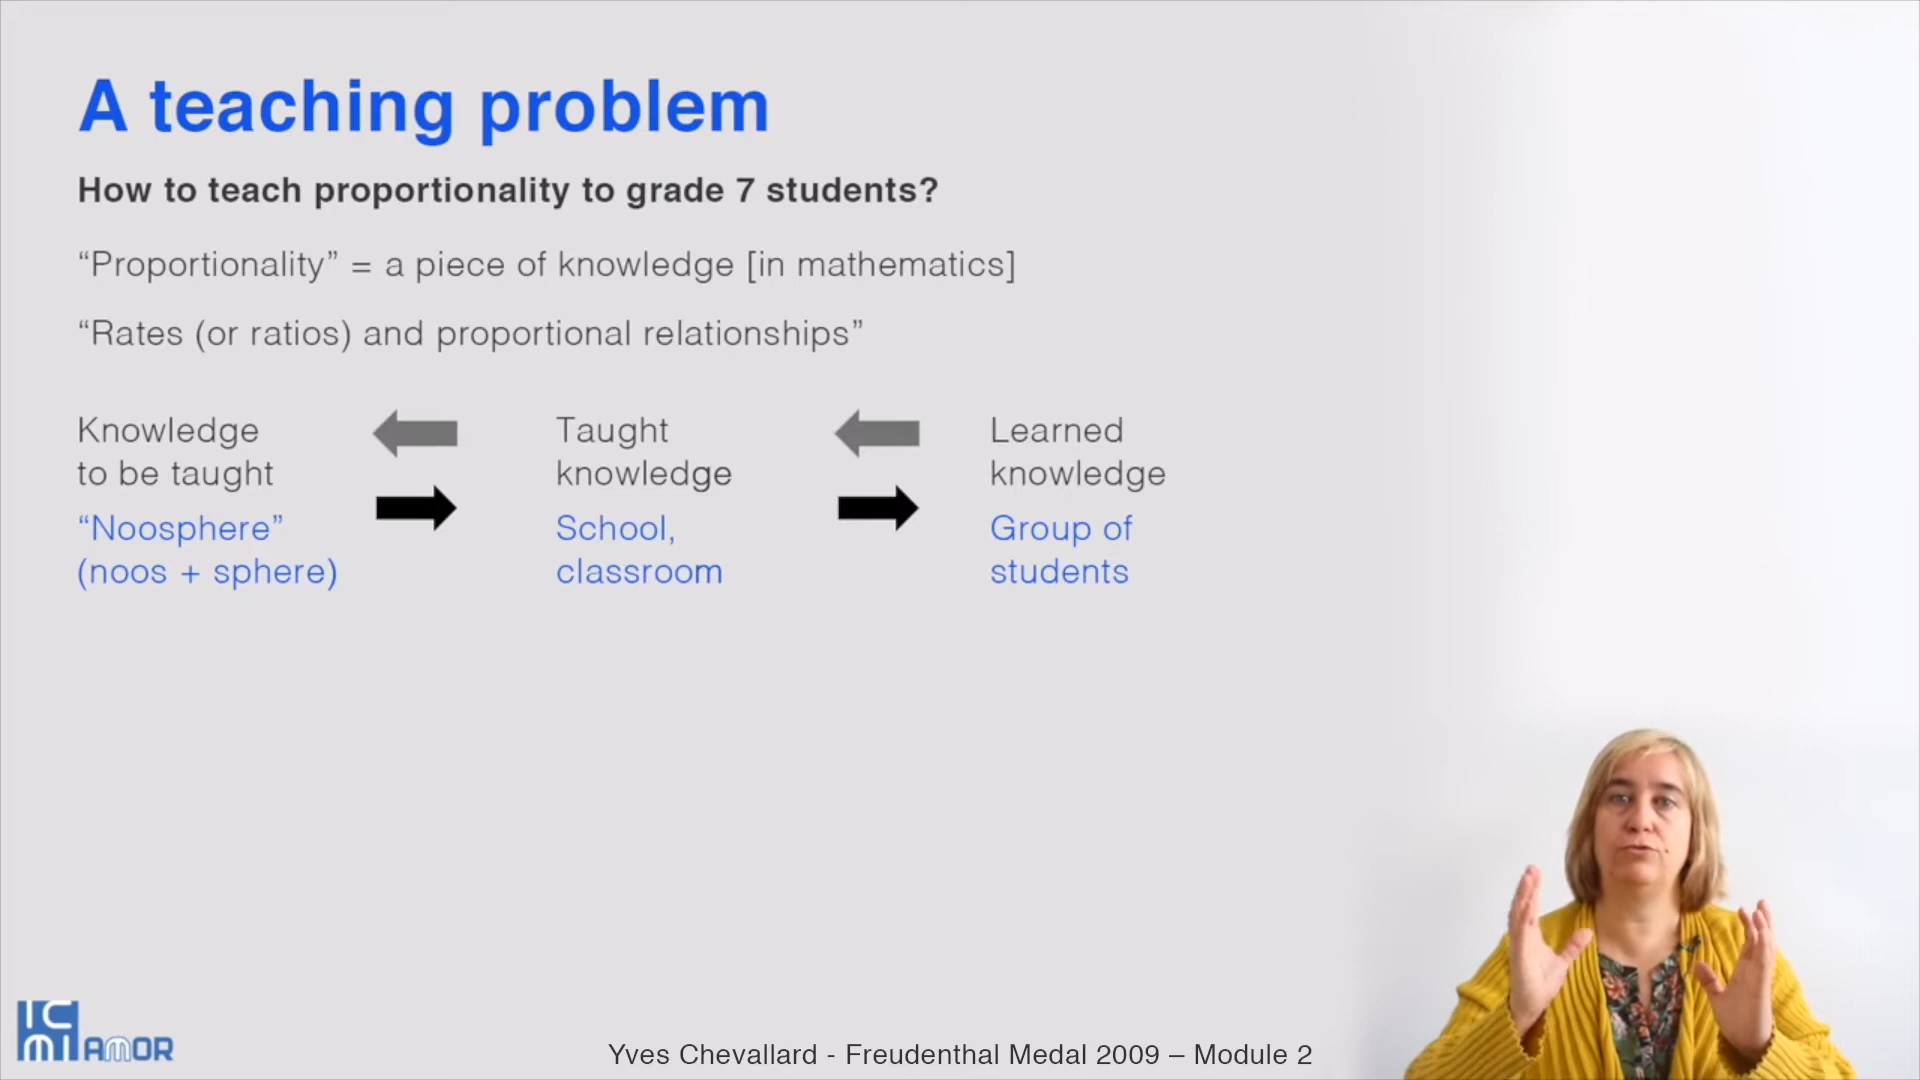 A teaching problem
How to teach proportionality to grade 7 students?
“Proportionality” = a piece of knowledge [in mathematics]
“Rates (or ratios) and proportional relationships”
Knowledge
to be taught
“Noosphere”
(noos + sphere)
Taught
knowledge
School,
classroom
Learned
knowledge
Group of
students
IC
MI AMOR
Yves Chevallard - Freudenthal Medal 2009 – Module 2